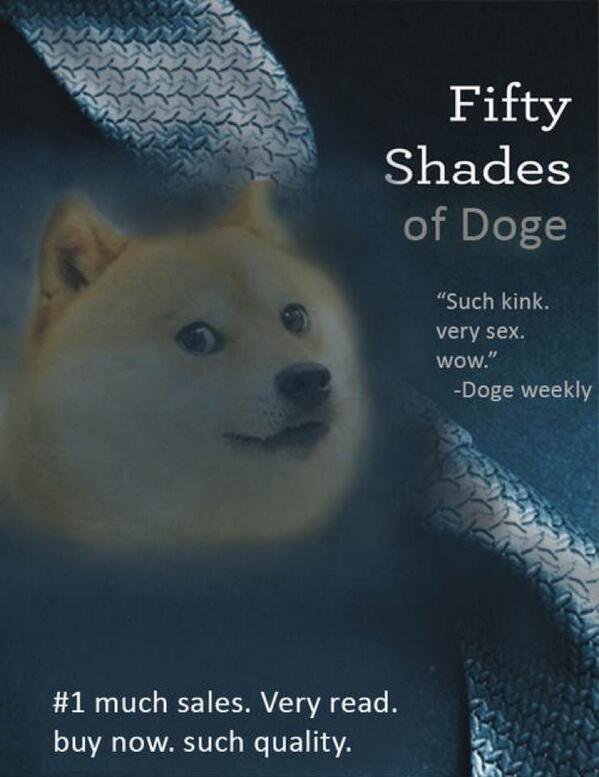 Fifty
Shades
of Doge
“Such kink.
very sex.
wow.”
-Doge weekly
#1 much sales. Very read.
buy now. such quality.